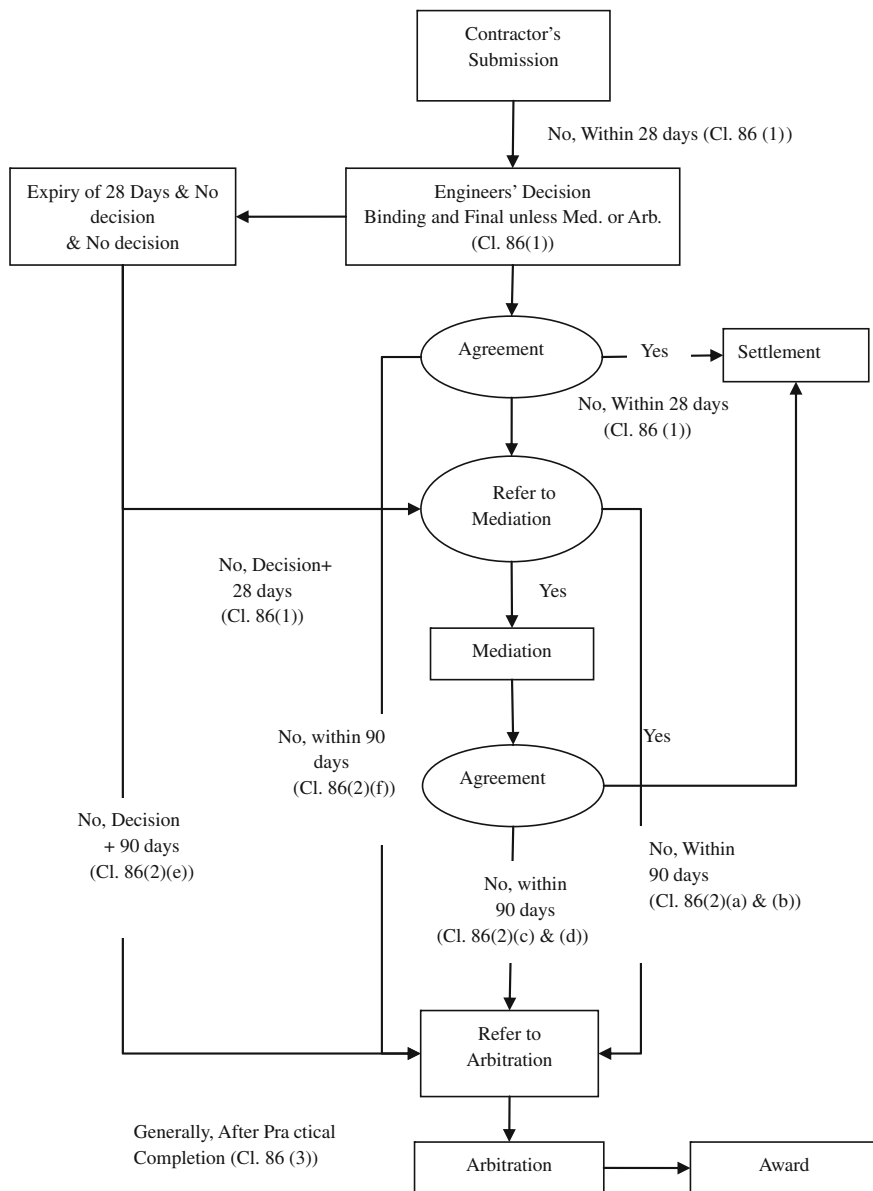 Contractor's
Submission
No, Within 28 days (Cl. 86 (1))
Expiry of 28 Days & No
decision
& No decision
Engineers' Decision
Binding and Final unless Med. or Arb.
(Cl. 86(1))
Agreement
Yes
Settlement
No, Within 28 days
(Cl. 86 (1))
Refer to
Mediation
No, Decision+
28 days
(Cl. 86(1))
Yes
Mediation
No, within 90
days
(Cl. 86(2)(f))
Yes
Agreement
No, Decision
+ 90 days
(Cl. 86(2)(e))
No, within
90 days
(Cl. 86(2)(c) & (d))
No, Within
90 days
(Cl. 86(2)(a) & (b))
Refer to
Arbitration
Generally, After Pra ctical
Completion (Cl. 86 (3))
Arbitration
Award